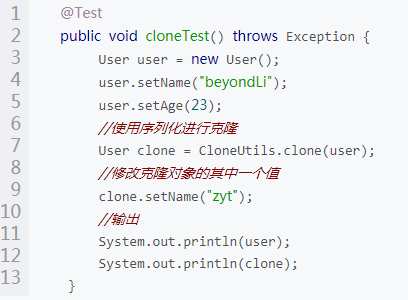 1 @Test
2 public void cloneTest() throws Exception {
3 User user = new User();
4 user.setName("beyondLi");
5 user.setAge(23);
6 //使用序列化进行克隆
7 User clone = CloneUtils.clone(user);
8 //修改克隆对象的其中一个值
9 clone.setName("zyt");
10 //输出
11 System.out.println(user);
12 System.out.println(clone);
13 }